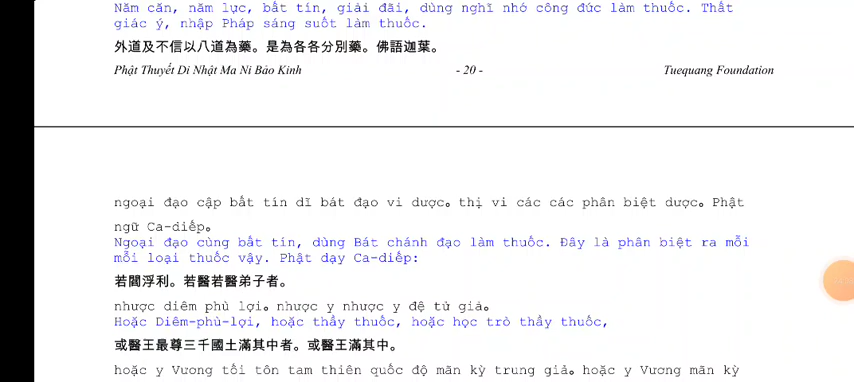 Năm căn, năm lực, bất tín, giải đãi, dùng nghĩ nhớ công đức làm thuốc. Thất
giác ý, nhập Pháp sáng suốt làm thuốc.
外道及不信以八道為藥。是為各各分別藥。佛語迦葉。
Phật Thuyết Di Nhật Ma Ni Bảo Kinh - 20 - Tuequang Foundation
ngoại đạo cập bất tín dĩ bát đạo vi dược。thị vi các các phân biệt dược。Phật
ngữ Ca-diếp。
Ngoại đạo cùng bất tin, dùng Bát chánh đạo làm thuốc. Đây là phân biệt ra mỗi
mỗi loại thuốc vậy. Phật dạy Ca-diếp:
若閻浮利。若醫若醫弟子者。
nhược diêm phù lợi。nhược y nhược y đệ tử giả。
Hoặc Diêm-phù-lợi, hoặc thầy thuốc, hoặc học trò thầy thuốc,
或醫王最尊三千國土滿其中者。或醫王滿其中。
hoặc y Vương tối tôn tam thiên quốc độ mãn kỳ trung giả。hoặc y Vương mãn kỳ